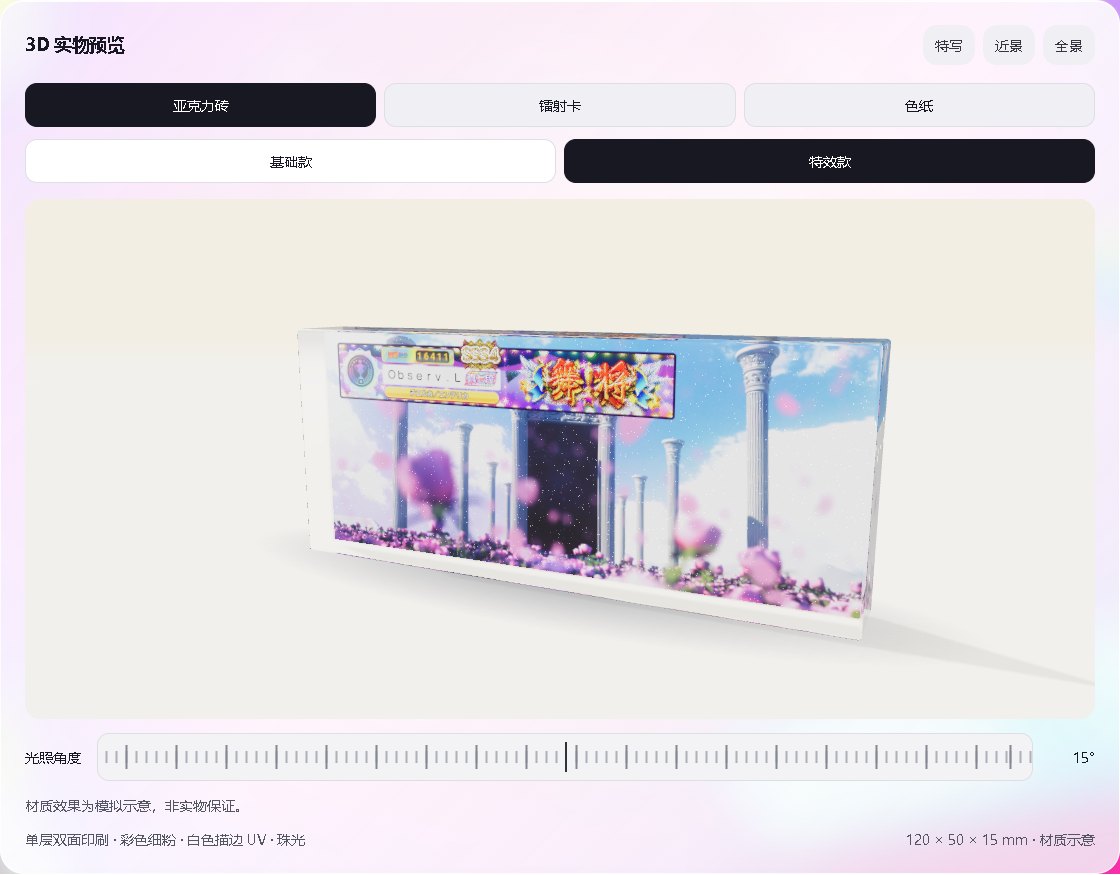 3D 实物预览
特写
近景
全景
亚克力砖
镭射卡
色纸
基础款
特效款
16411
Observ.L
舞!将
光照角度
15°
材质效果为模拟示意，非实物保证。
单层双面印刷 · 彩色细粉 · 白色描边 UV · 珠光
120 × 50 × 15 mm · 材质示意